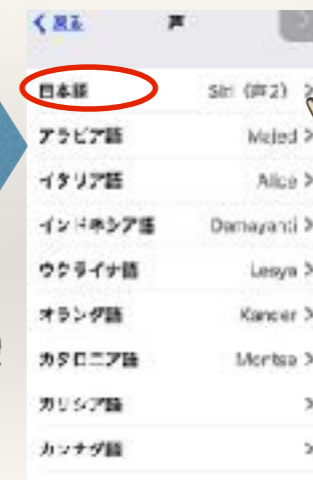 戻る 声
日本語 Siri（声2）
アラビア語 Majed
イタリア語 Alice
インドネシア語 Damayanti
ウクライナ語 Lesya
オランダ語 Xander
カタロニア語 Montse
ガリシア語
カンナダ語